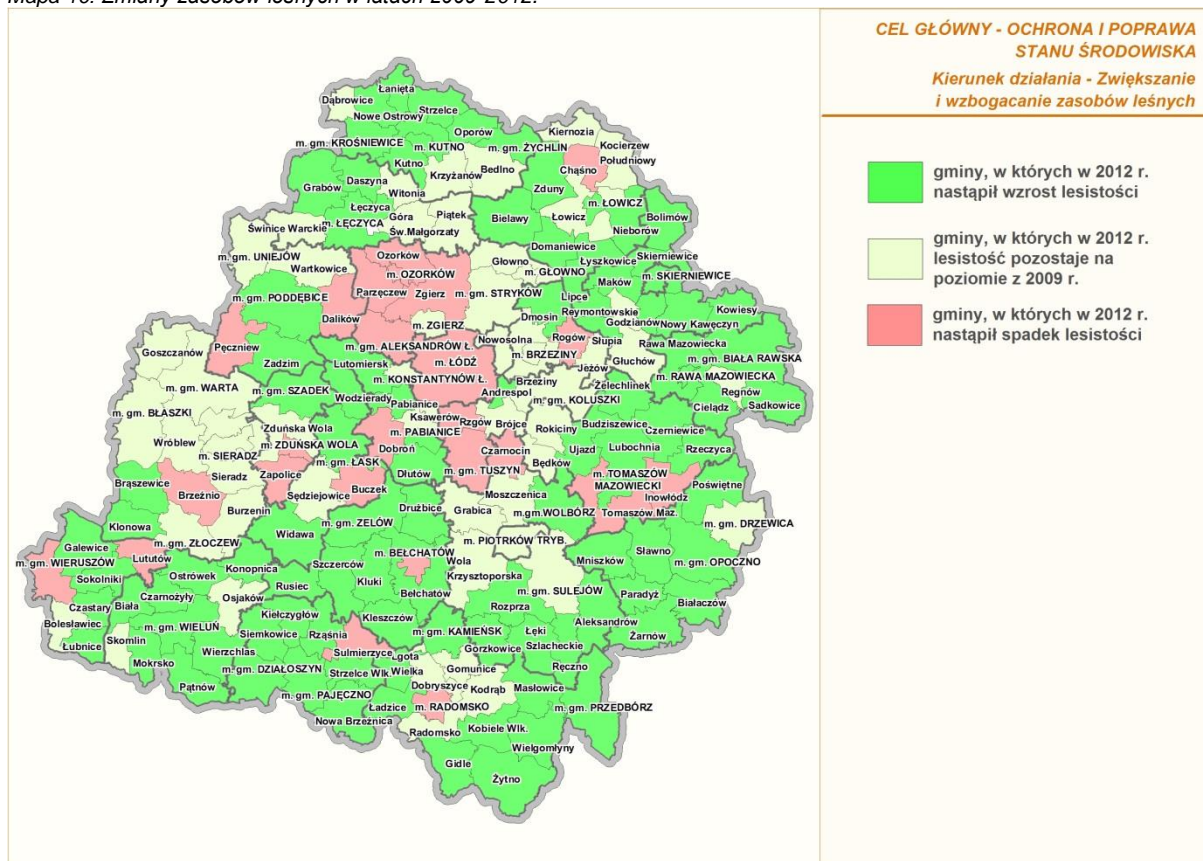 Mapa 16. Zmiany zasobów leśnych w latach 2009-2012.
CEL GŁÓWNY - OCHRONA I POPRAWA
STANU ŚRODOWISKA
Kierunek działania - Zwiększanie
i wzbogacanie zasobów leśnych
gminy, w których w 2012 r.
nastąpił wzrost lesistości
gminy, w których w 2012 r.
lesistość pozostaje na
poziomie z 2009 r.
gminy, w których w 2012 r.
nastąpił spadek lesistości
Łanięta
Dąbrowice
Strzelce
Nowe Ostrowy
Oporów
Kiernozia
m. gm. KROŚNIEWICE
m. KUTNO
m. gm. ŻYCHLIN
Kocierzew
Południowy
Kutno
Krzyżanów
Bedlno
Chąśno
Daszyna
Witonia
Zduny
Grabów
Łęczyca
m. ŁOWICZ
m. ŁĘCZYCA
Góra
Św.Małgorzaty
Piątek
Bielawy
Łowicz
Bolimów
Świnice Warckie
Nieborów
Domaniewice
m. gm. UNIEJÓW
Ozorków
Głowno
Łyszkowice
Skierniewice
Wartkowice
m. OZORKÓW
m. GŁOWNO
Maków
m. SKIERNIEWICE
m. gm. PODDĘBICE
Parzęczew
Zgierz
m. gm. STRYKÓW
Lipce
Reymontowskie
Kowiesy
Dalików
Dmosin
Godzianów
Nowy Kawęczyn
Pęczniew
m. ZGIERZ
Nowosolna
Rogów
Słupia
Rawa Mazowiecka
Goszczanów
m. gm. ALEKSANDRÓW Ł.
m. BRZEZINY
Głuchów
m. gm. BIAŁA RAWSKA
Zadzim
Lutomiersk
m. ŁÓDŹ
Jeżów
m. RAWA MAZOWIECKA
m. gm. WARTA
m. gm. SZADEK
m. KONSTANTYNÓW Ł.
Brzeziny
Żelechlinek
Regnów
Wodzierady
Pabianice
Andrespol
m. gm. KOLUSZKI
Cielądz
Sadkowice
m. gm. BŁASZKI
Ksawerów
Rzgów
Brójce
Rokiciny
Budziszewice
Czerniewice
Zduńska Wola
m. PABIANICE
Wróblew
m. ZDUŃSKA WOLA
Dobroń
Czarnocin
Ujazd
Lubochnia
Rzeczyca
m. SIERADZ
m. gm. ŁASK
Będków
Sieradz
Zapolice
m. gm. TUSZYN
m. TOMASZÓW
MAZOWIECKI
Brąszewice
Brzeźnio
Sędziejowice
Buczek
Dłutów
Moszczenica
Inowłódz
Poświętne
Burzenin
Drużbice
Grabica
m.gm.WOLBÓRZ
Tomaszów Maz.
Klonowa
m. gm. ZŁOCZEW
Widawa
m. gm. ZELÓW
m. gm. DRZEWICA
Galewice
m. PIOTRKÓW TRYB.
m. gm. WIERUSZÓW
Lututów
Konopnica
Szczerców
m. BEŁCHATÓW
Wola
Krzysztoporska
Mniszków
Sławno
m. gm. OPOCZNO
Sokolniki
Ostrówek
Rusiec
Kluki
Bełchatów
m. gm. SULEJÓW
Paradyż
Czastary
Biała
Czarnożyły
Osjaków
Kleszczów
Rozprza
Białaczów
Bolesławiec
m. gm. WIELUŃ
Kiełczygłów
Aleksandrów
Skomlin
Siemkowice
Rząśnia
m. gm. KAMIEŃSK
Łęki
Szlacheckie
Żarnów
Łubnice
Wierzchlas
Sulmierzyce
Gorzkowice
Mokrsko
m. gm. DZIAŁOSZYN
Strzelce Wlk.
Lgota
Wielka
Gomunice
Ręczno
Pątnów
Dobryszyce
Kodrąb
Masłowice
m. gm. PAJĘCZNO
Ładzice
m. RADOMSKO
m. gm. PRZEDBÓRZ
Nowa Brzeźnica
Radomsko
Kobiele Wlk.
Wielgomłyny
Gidle
Żytno